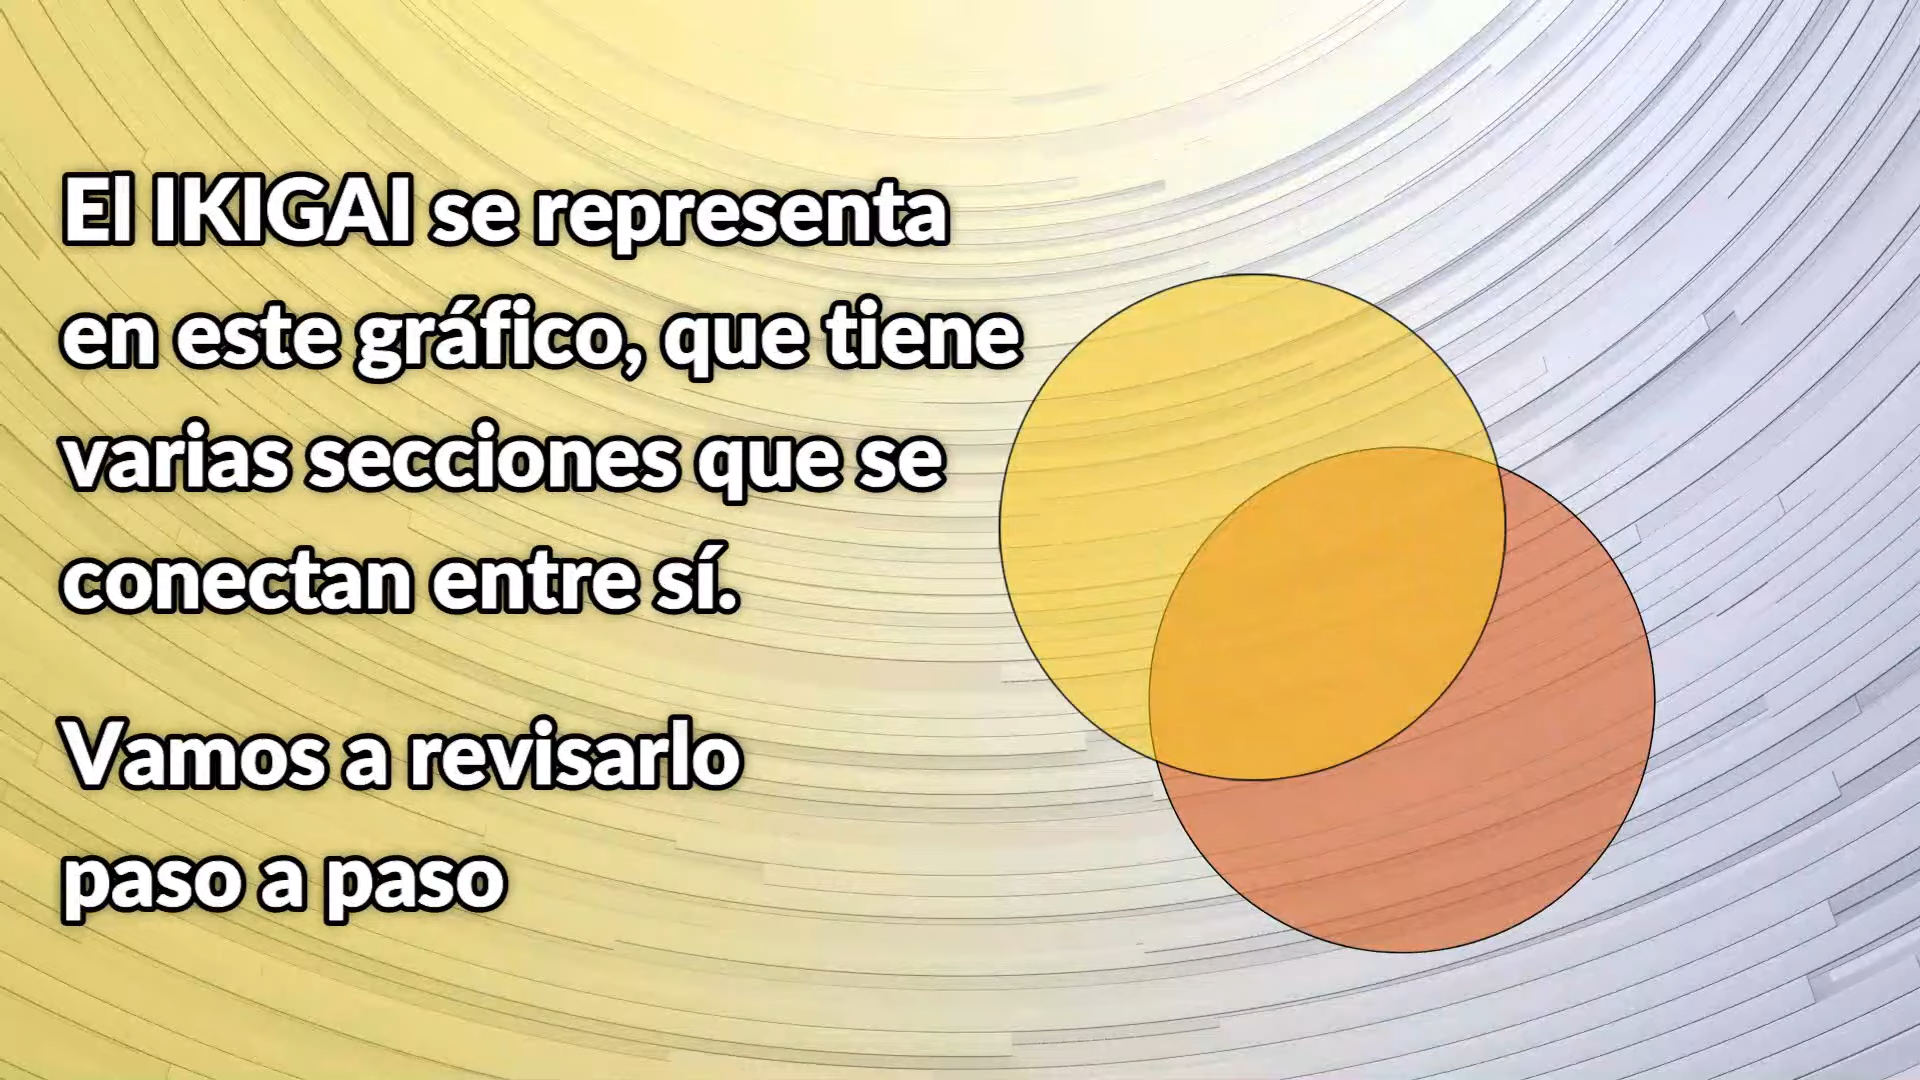 El IKIGAI se representa
en este gráfico, que tiene
varias secciones que se
conectan entre sí.
Vamos a revisarlo
paso a paso